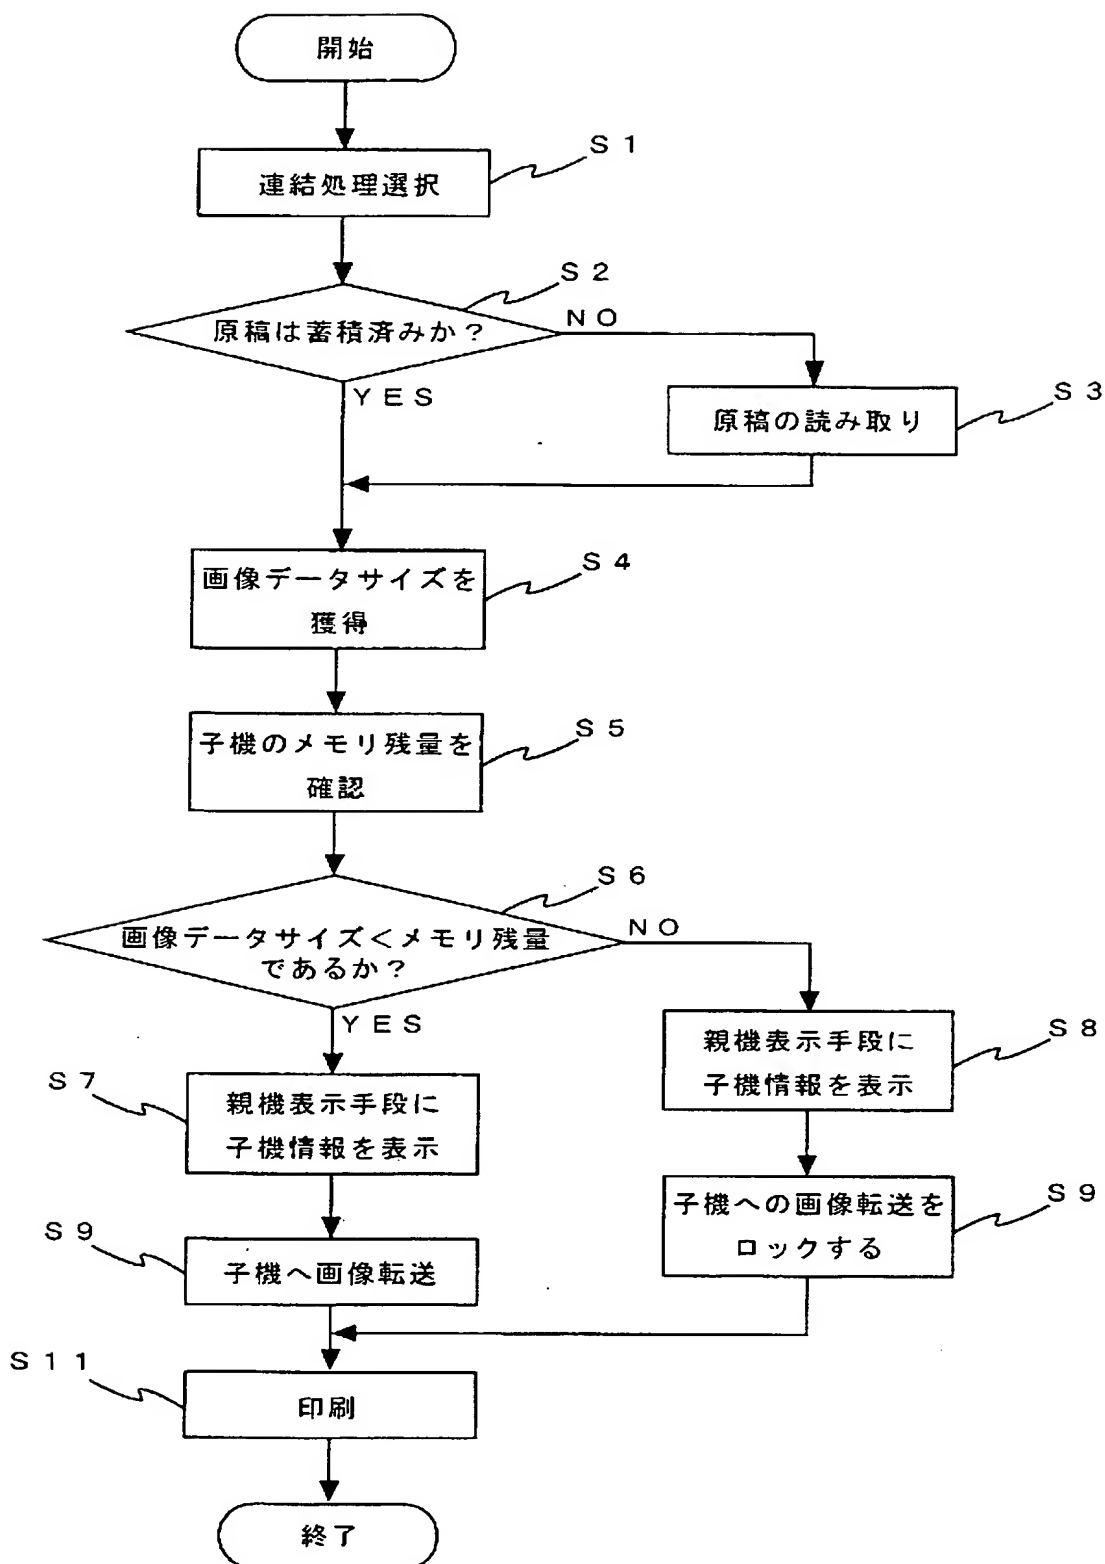 開始
S1
連結処理選択
S2
原稿は蓄積済みか?
NO
YES
S3
原稿の読み取り
S4
画像データサイズを
獲得
S5
子機のメモリ残量を
確認
S6
画像データサイズ<メモリ残量
であるか?
NO
YES
S7
親機表示手段に
子機情報を表示
S8
親機表示手段に
子機情報を表示
S9
子機へ画像転送
S9
子機への画像転送を
ロックする
S11
印刷
終了